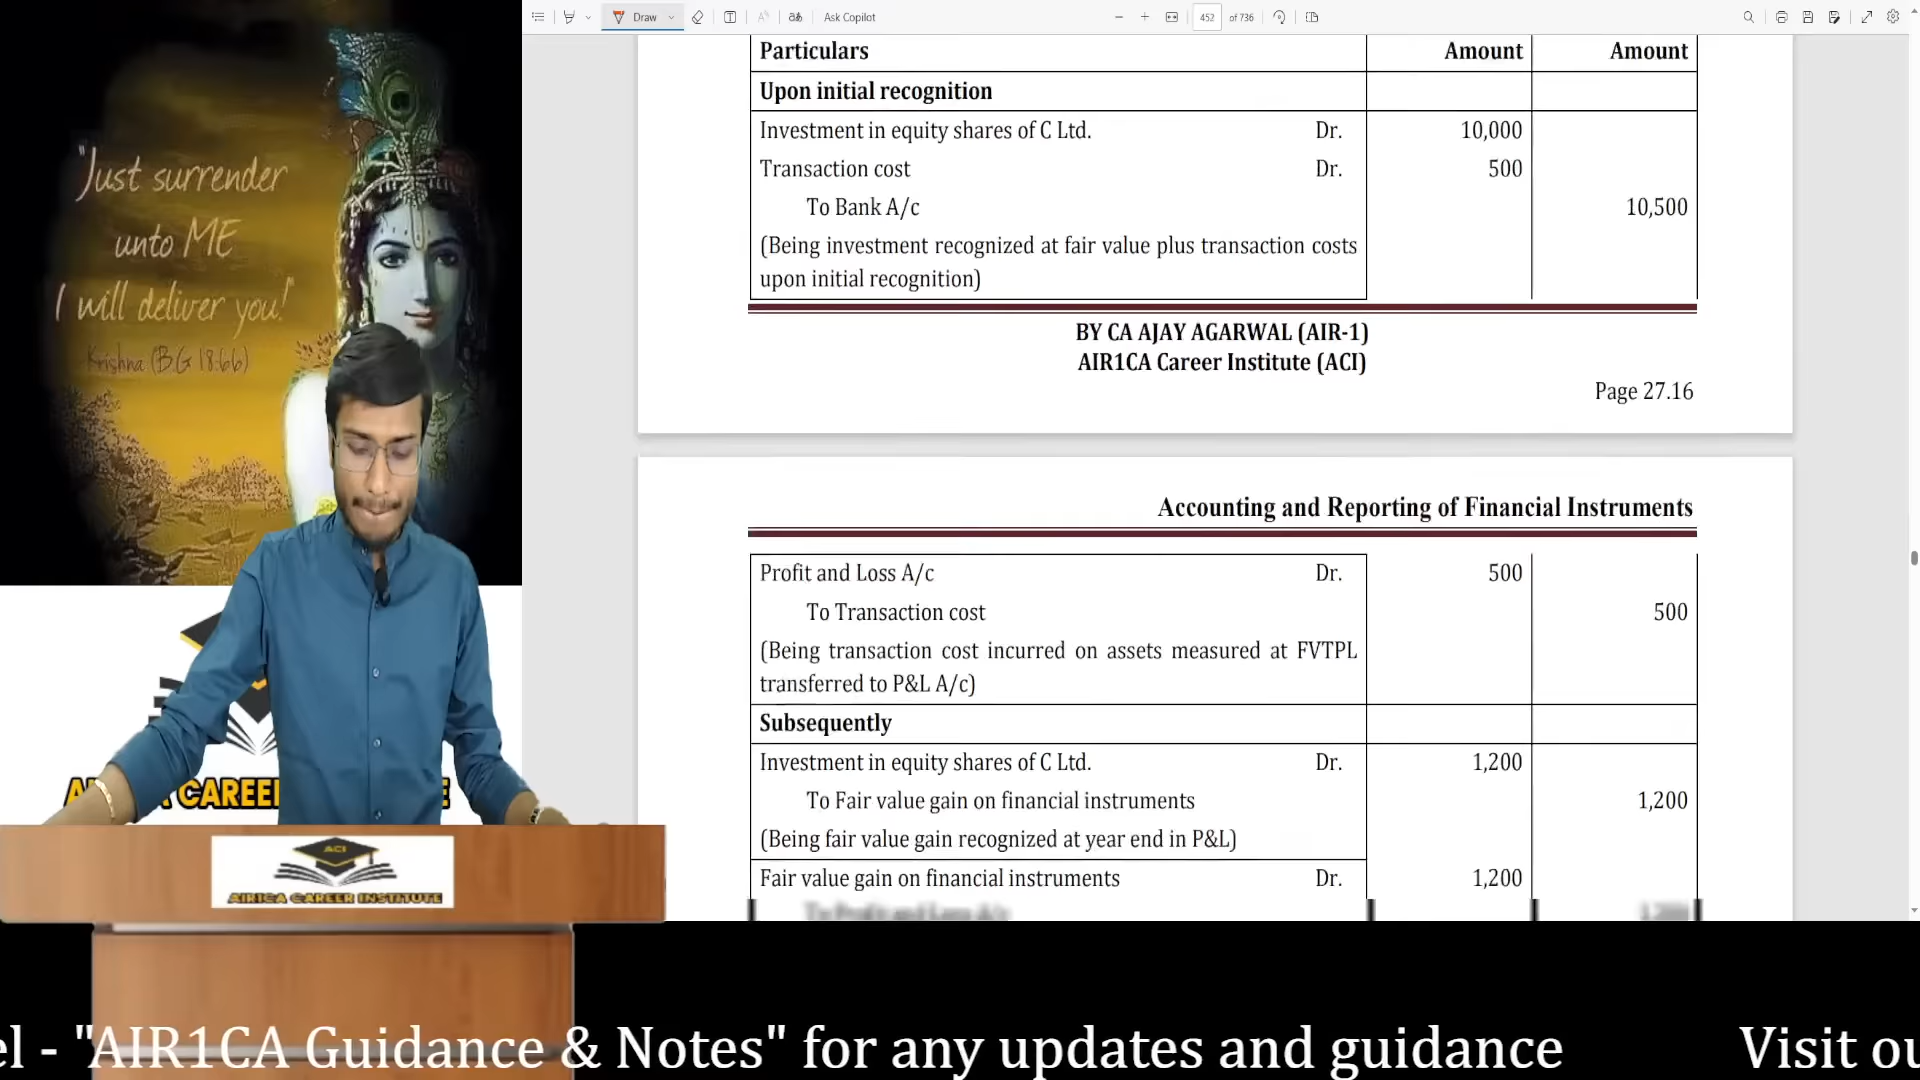 "Just surrender
unto ME
I will deliver you!"
Krishna (B.G 18:66)
Draw
Ask Copilot
452 of 736
Particulars Amount Amount
Upon initial recognition
Investment in equity shares of C Ltd. Dr. 10,000
Transaction cost Dr. 500
To Bank A/c 10,500
(Being investment recognized at fair value plus transaction costs
upon initial recognition)
BY CA AJAY AGARWAL (AIR-1)
AIR1CA Career Institute (ACI)
Page 27.16
Accounting and Reporting of Financial Instruments
Profit and Loss A/c Dr. 500
To Transaction cost 500
(Being transaction cost incurred on assets measured at FVTPL
transferred to P&L A/c)
Subsequently
Investment in equity shares of C Ltd. Dr. 1,200
To Fair value gain on financial instruments 1,200
(Being fair value gain recognized at year end in P&L)
Fair value gain on financial instruments Dr. 1,200
ACI
AIR1CA CAREER INSTITUTE
el - "AIR1CA Guidance & Notes" for any updates and guidance Visit ou